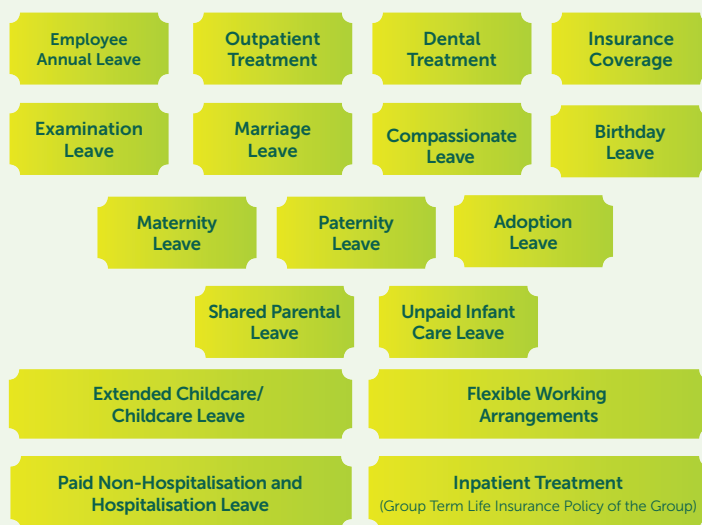 Employee
Annual Leave
Outpatient
Treatment
Dental
Treatment
Insurance
Coverage
Examination
Leave
Marriage
Leave
Compassionate
Leave
Birthday
Leave
Maternity
Leave
Paternity
Leave
Adoption
Leave
Shared Parental
Leave
Unpaid Infant
Care Leave
Extended Childcare/
Childcare Leave
Flexible Working
Arrangements
Paid Non-Hospitalisation and
Hospitalisation Leave
Inpatient Treatment
(Group Term Life Insurance Policy of the Group)